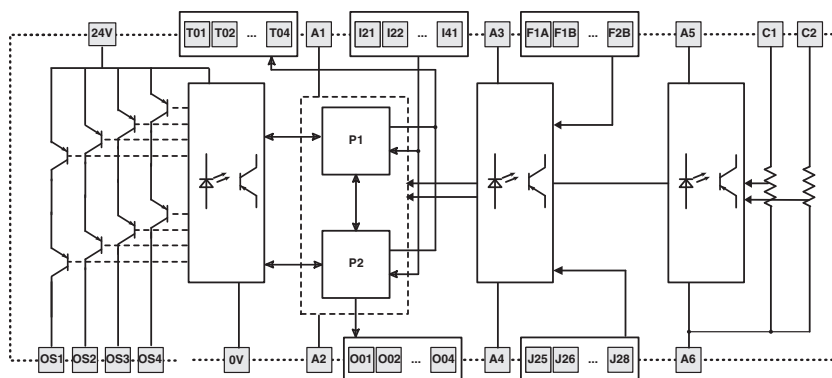 24V T01 T02 ... T04 A1 I21 I22 ... I41 A3 F1A F1B ... F2B A5 C1 C2
P1
P2
OS1 OS2 OS3 OS4 0V A2 O01 O02 ... O04 A4 J25 J26 ... J28 A6